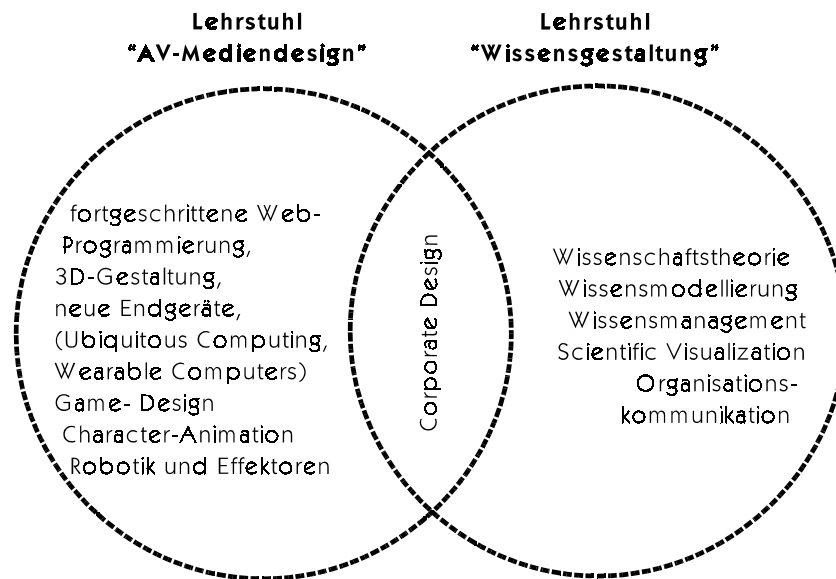 Lehrstuhl
"AV-Mediendesign"
Lehrstuhl
"Wissensgestaltung"
fortgeschrittene Web-
Programmierung,
3D-Gestaltung,
neue Endgeräte,
(Ubiquitous Computing,
Wearable Computers)
Game- Design
Character-Animation
Robotik und Effektoren
Corporate Design
Wissenschaftstheorie
Wissensmodellierung
Wissensmanagement
Scientific Visualization
Organisations-
kommunikation